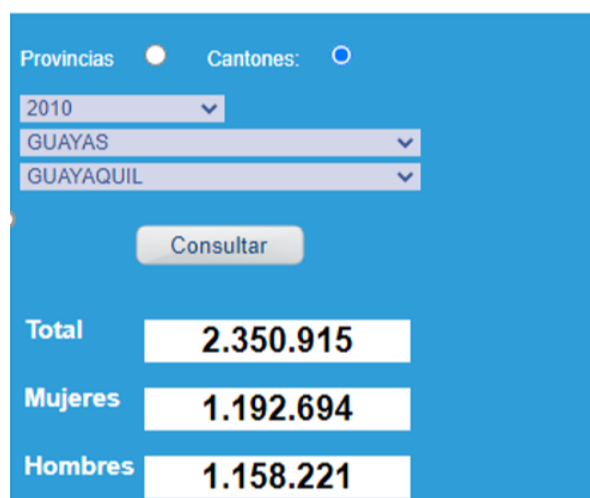 Provincias Cantones:
2010
GUAYAS
GUAYAQUIL
Consultar
Total 2.350.915
Mujeres 1.192.694
Hombres 1.158.221